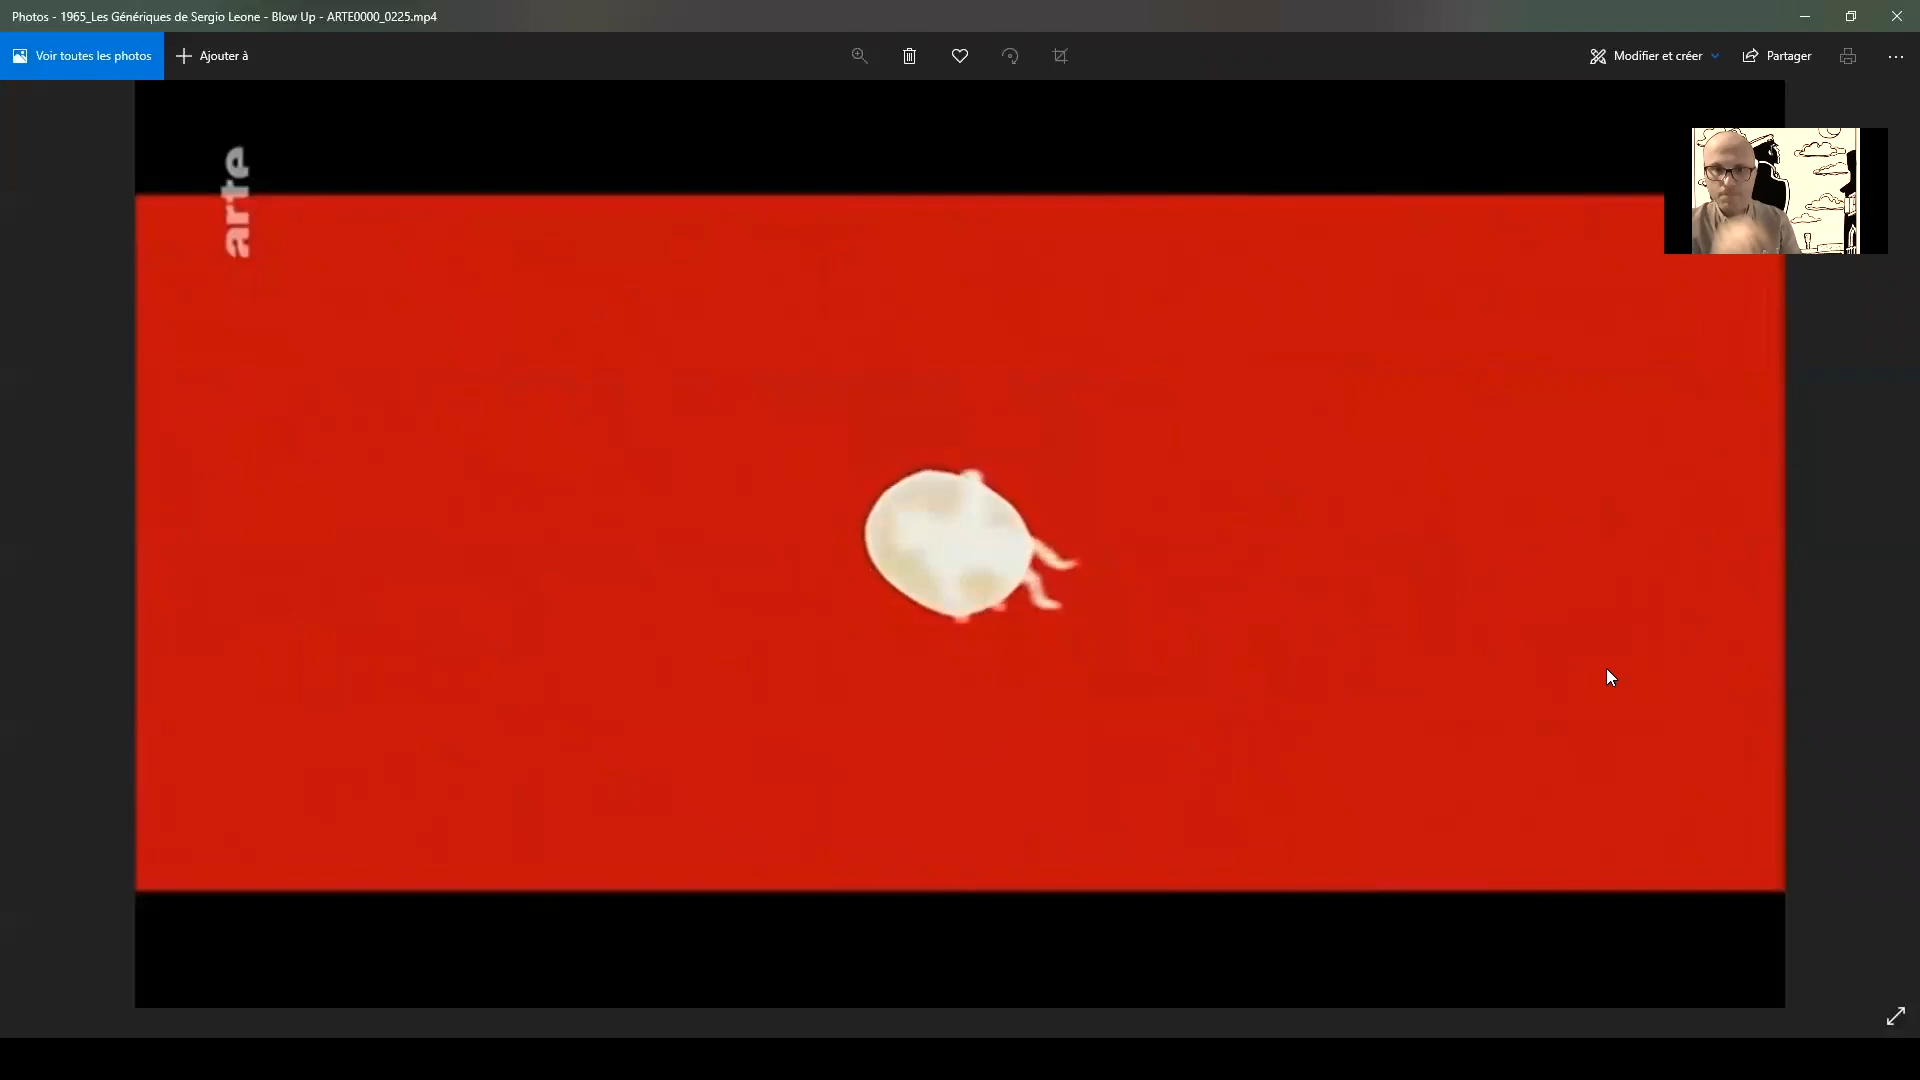 Photos - 1965_Les Génériques de Sergio Leone - Blow Up - ARTE0000_0225.mp4
Voir toutes les photos
Ajouter à
Modifier et créer
Partager
arte